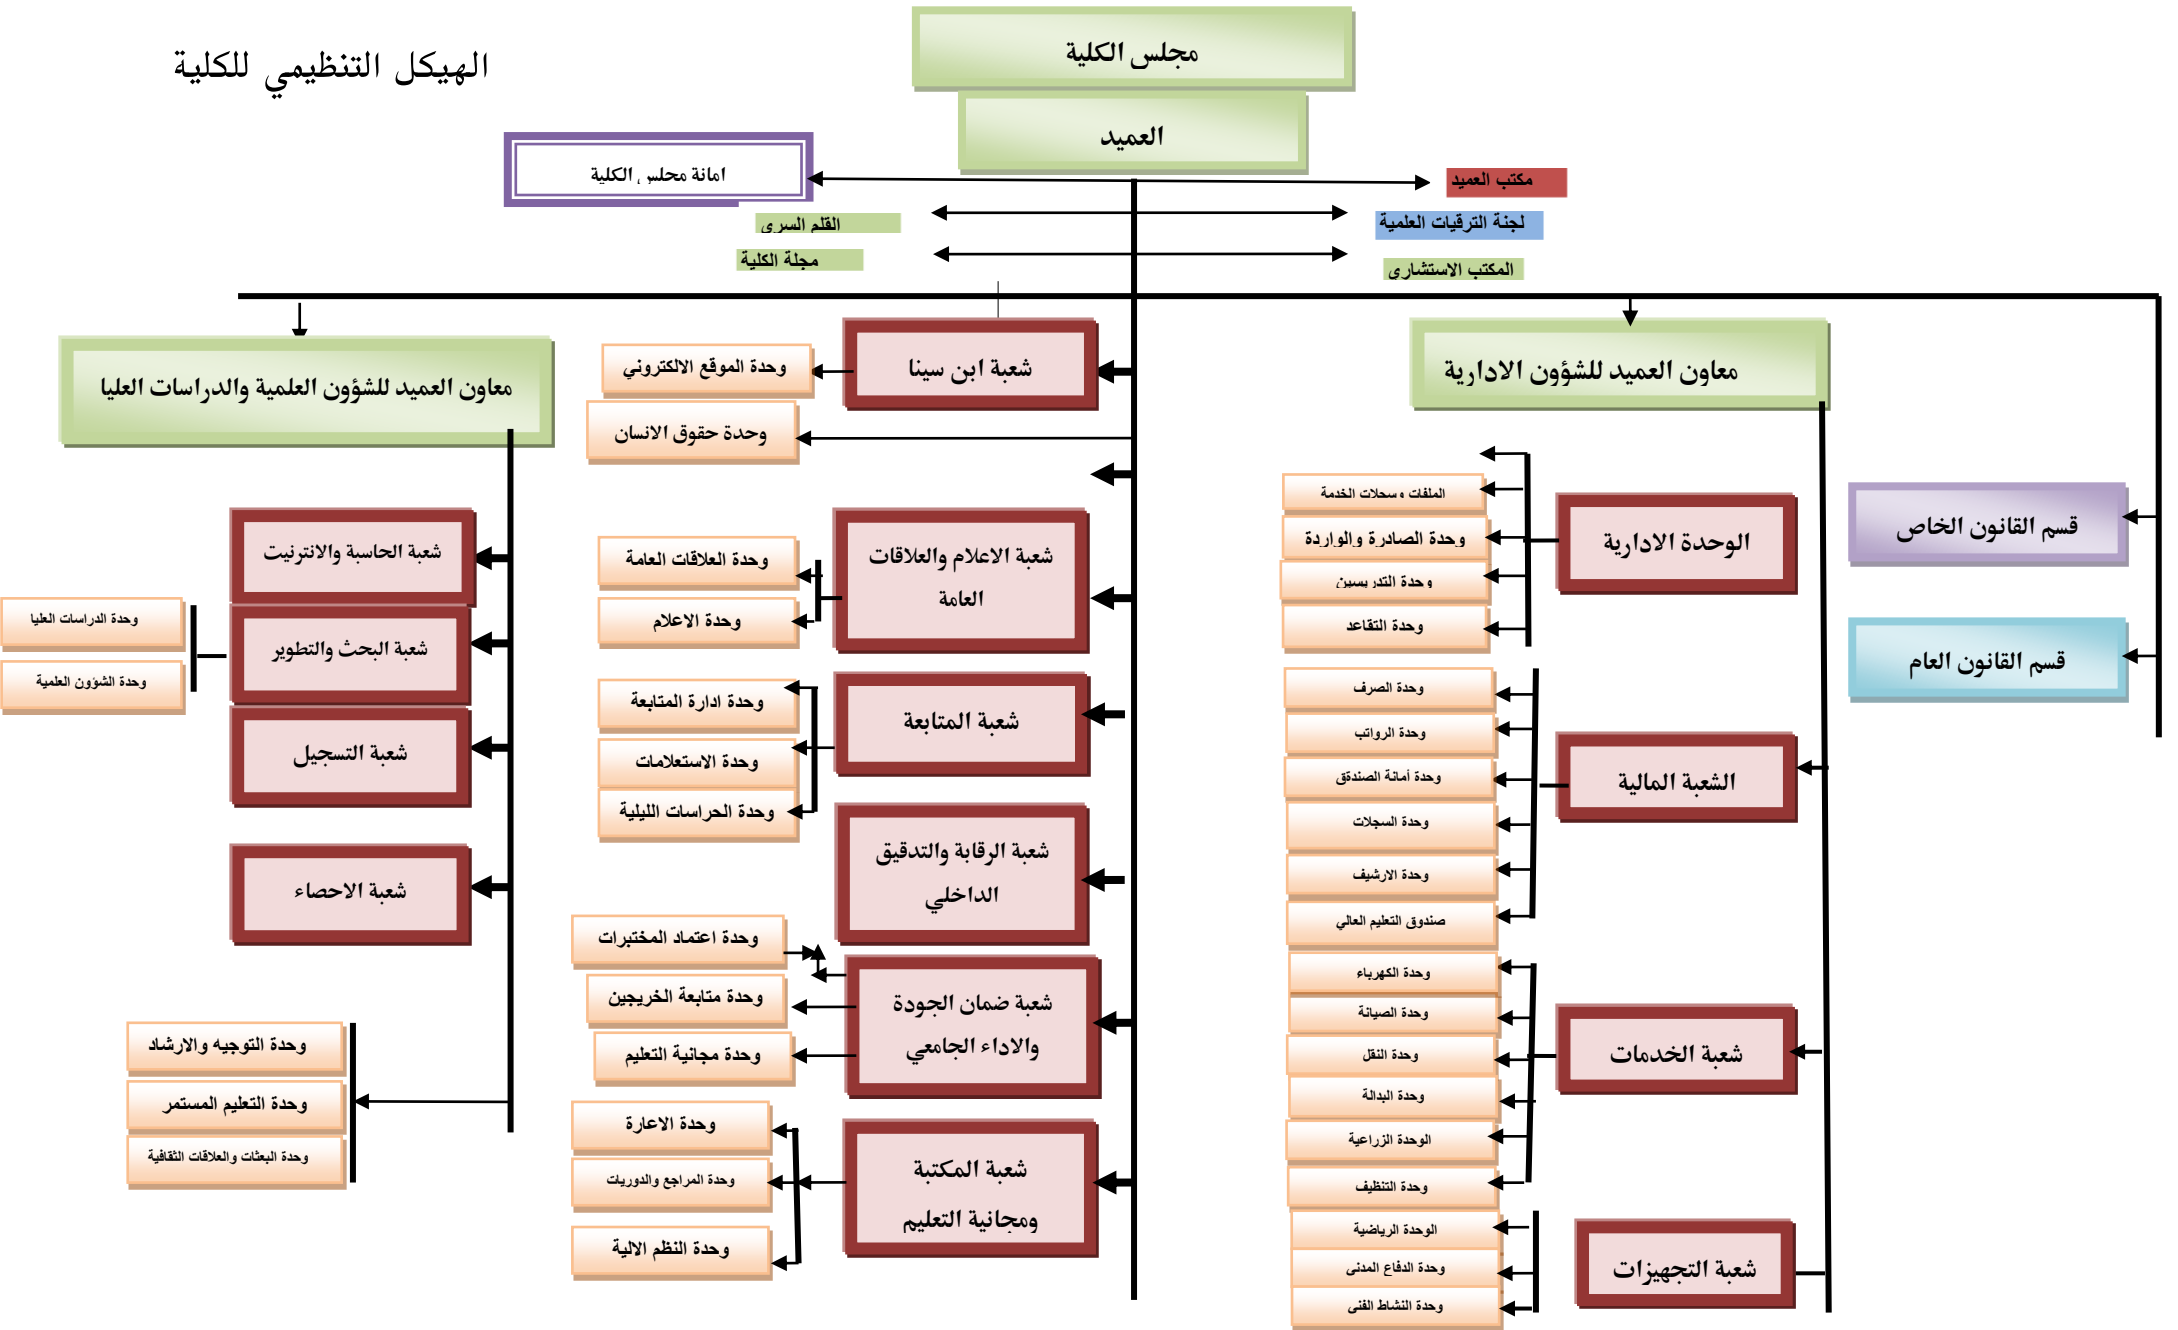 الهيكل التنظيمي للكلية
مجلس الكلية
العميد
مكتب العميد
امانة مجلس الكلية
لجنة الترقيات العلمية
القلم السري
المكتب الاستشاري
مجلة الكلية
قسم القانون الخاص
قسم القانون العام
معاون العميد للشؤون الادارية
الوحدة الادارية
الملفات وسجلات الخدمة
وحدة الصادرة والواردة
وحدة التدريسين
وحدة التقاعد
الشعبة المالية
وحدة الصرف
وحدة الرواتب
وحدة أمانة الصندق
وحدة السجلات
وحدة الارشيف
صندوق التعليم العالي
شعبة الخدمات
وحدة الكهرباء
وحدة الصيانة
وحدة النقل
وحدة البدالة
الوحدة الزراعية
وحدة التنظيف
شعبة التجهيزات
الوحدة الرياضية
وحدة الدفاع المدني
وحدة النشاط الفني
شعبة ابن سينا
وحدة الموقع الالكتروني
وحدة حقوق الانسان
شعبة الاعلام والعلاقات
العامة
وحدة العلاقات العامة
وحدة الاعلام
شعبة المتابعة
وحدة ادارة المتابعة
وحدة الاستعلامات
وحدة الحراسات الليلية
شعبة الرقابة والتدقيق
الداخلي
شعبة ضمان الجودة
والاداء الجامعي
وحدة اعتماد المختبرات
وحدة متابعة الخريجين
وحدة مجانية التعليم
شعبة المكتبة
ومجانية التعليم
وحدة الاعارة
وحدة المراجع والدوريات
وحدة النظم الالية
معاون العميد للشؤون العلمية والدراسات العليا
شعبة الحاسبة والانترنيت
شعبة البحث والتطوير
وحدة الدراسات العليا
وحدة الشؤون العلمية
شعبة التسجيل
شعبة الاحصاء
وحدة التوجيه والارشاد
وحدة التعليم المستمر
وحدة البعثات والعلاقات الثقافية